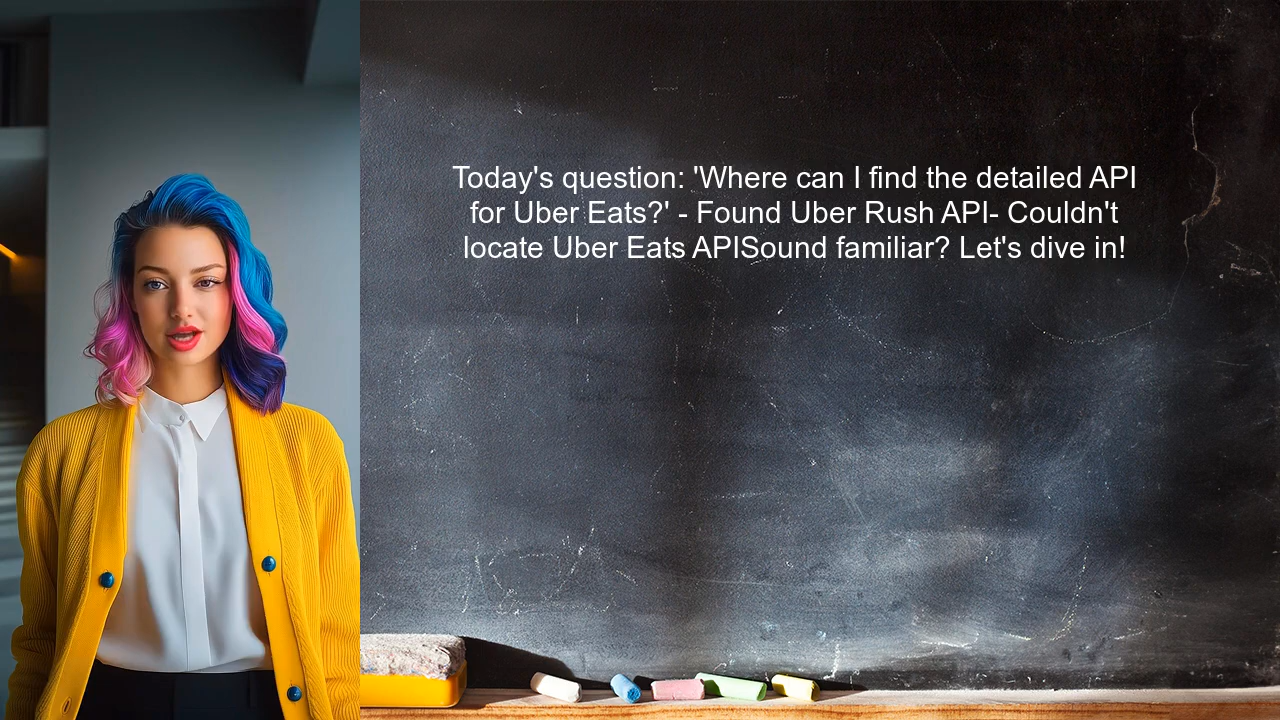 Today's question: 'Where can I find the detailed API
for Uber Eats?' - Found Uber Rush API- Couldn't
locate Uber Eats APISound familiar? Let's dive in!